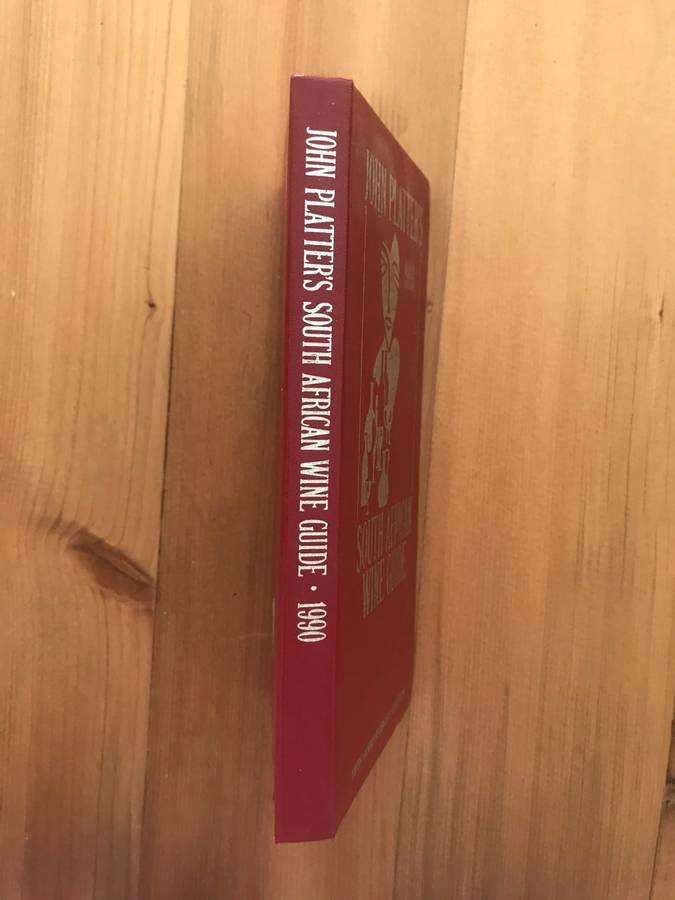 JOHN PLATTER'S SOUTH AFRICAN WINE GUIDE · 1990
JOHN PLATTER'S
1990
SOUTH AFRICAN
WINE GUIDE